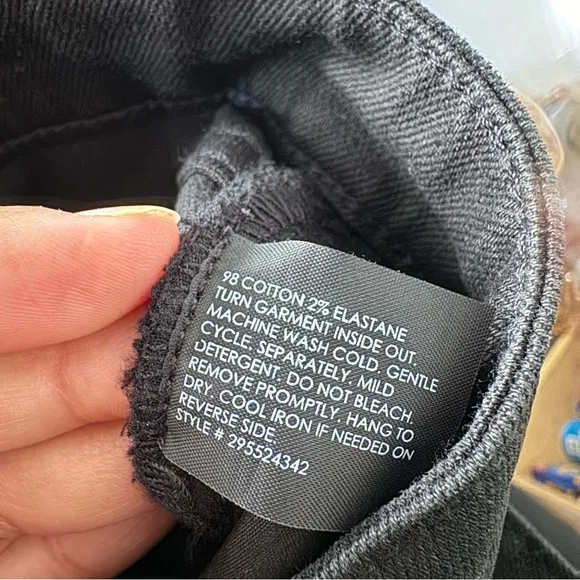 98 COTTON 2% ELASTANE
TURN GARMENT INSIDE OUT.
MACHINE WASH COLD. GENTLE
CYCLE. SEPARATELY, MILD
DETERGENT. DO NOT BLEACH.
REMOVE PROMPTLY. HANG TO
DRY. COOL IRON IF NEEDED ON
REVERSE SIDE.
STYLE # 295524342